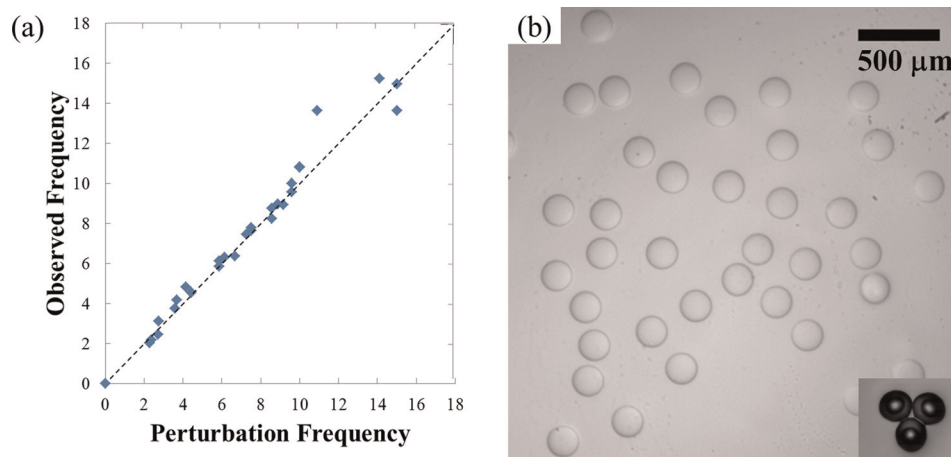 (a)
18
16
14
12
10
8
6
4
2
0
Observed Frequency
0 2 4 6 8 10 12 14 16 18
Perturbation Frequency
(b)
500 μm